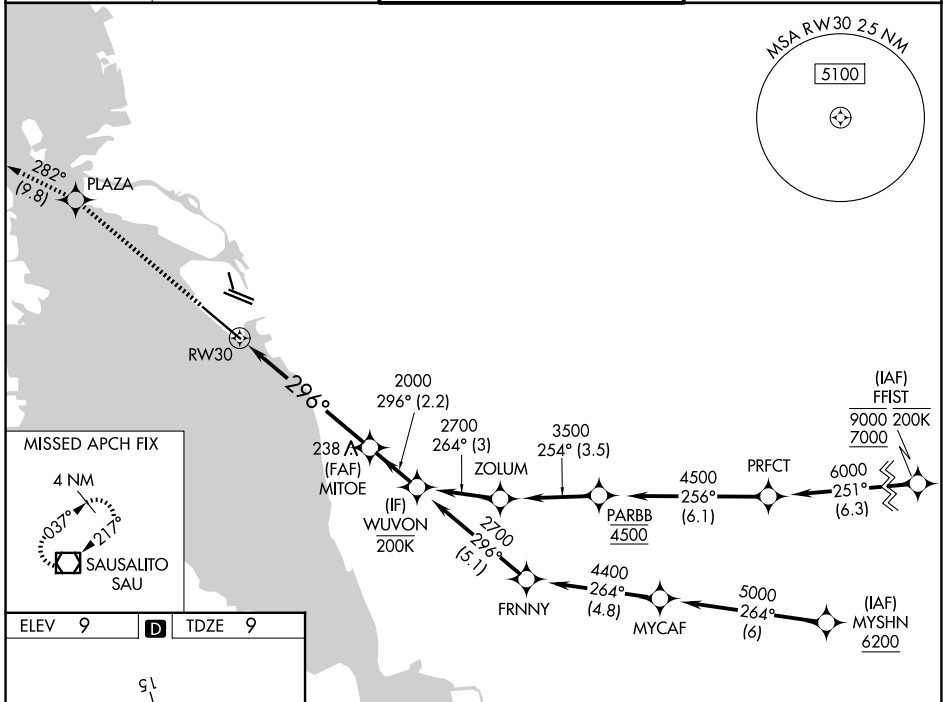 MSA RW30 25 NM
5100
282°
(9.8)
PLAZA
RW30
296°
2000
296° (2.2)
2700
264° (3)
ZOLUM
3500
254° (3.5)
PRFCT
(IAF)
FFIST
9000 200K
7000
238
(FAF)
MITOE
4500
256°
(6.1)
6000
251°
(6.3)
(IF)
WUVON
200K
PARBB
4500
2700
296°
(5.1)
FRNNY
4400
264°
(4.8)
MYCAF
5000
264°
(6)
(IAF)
MYSHN
6200
MISSED APCH FIX
4 NM
037°
217°
SAUSALITO
SAU
ELEV 9 D TDZE 9
15